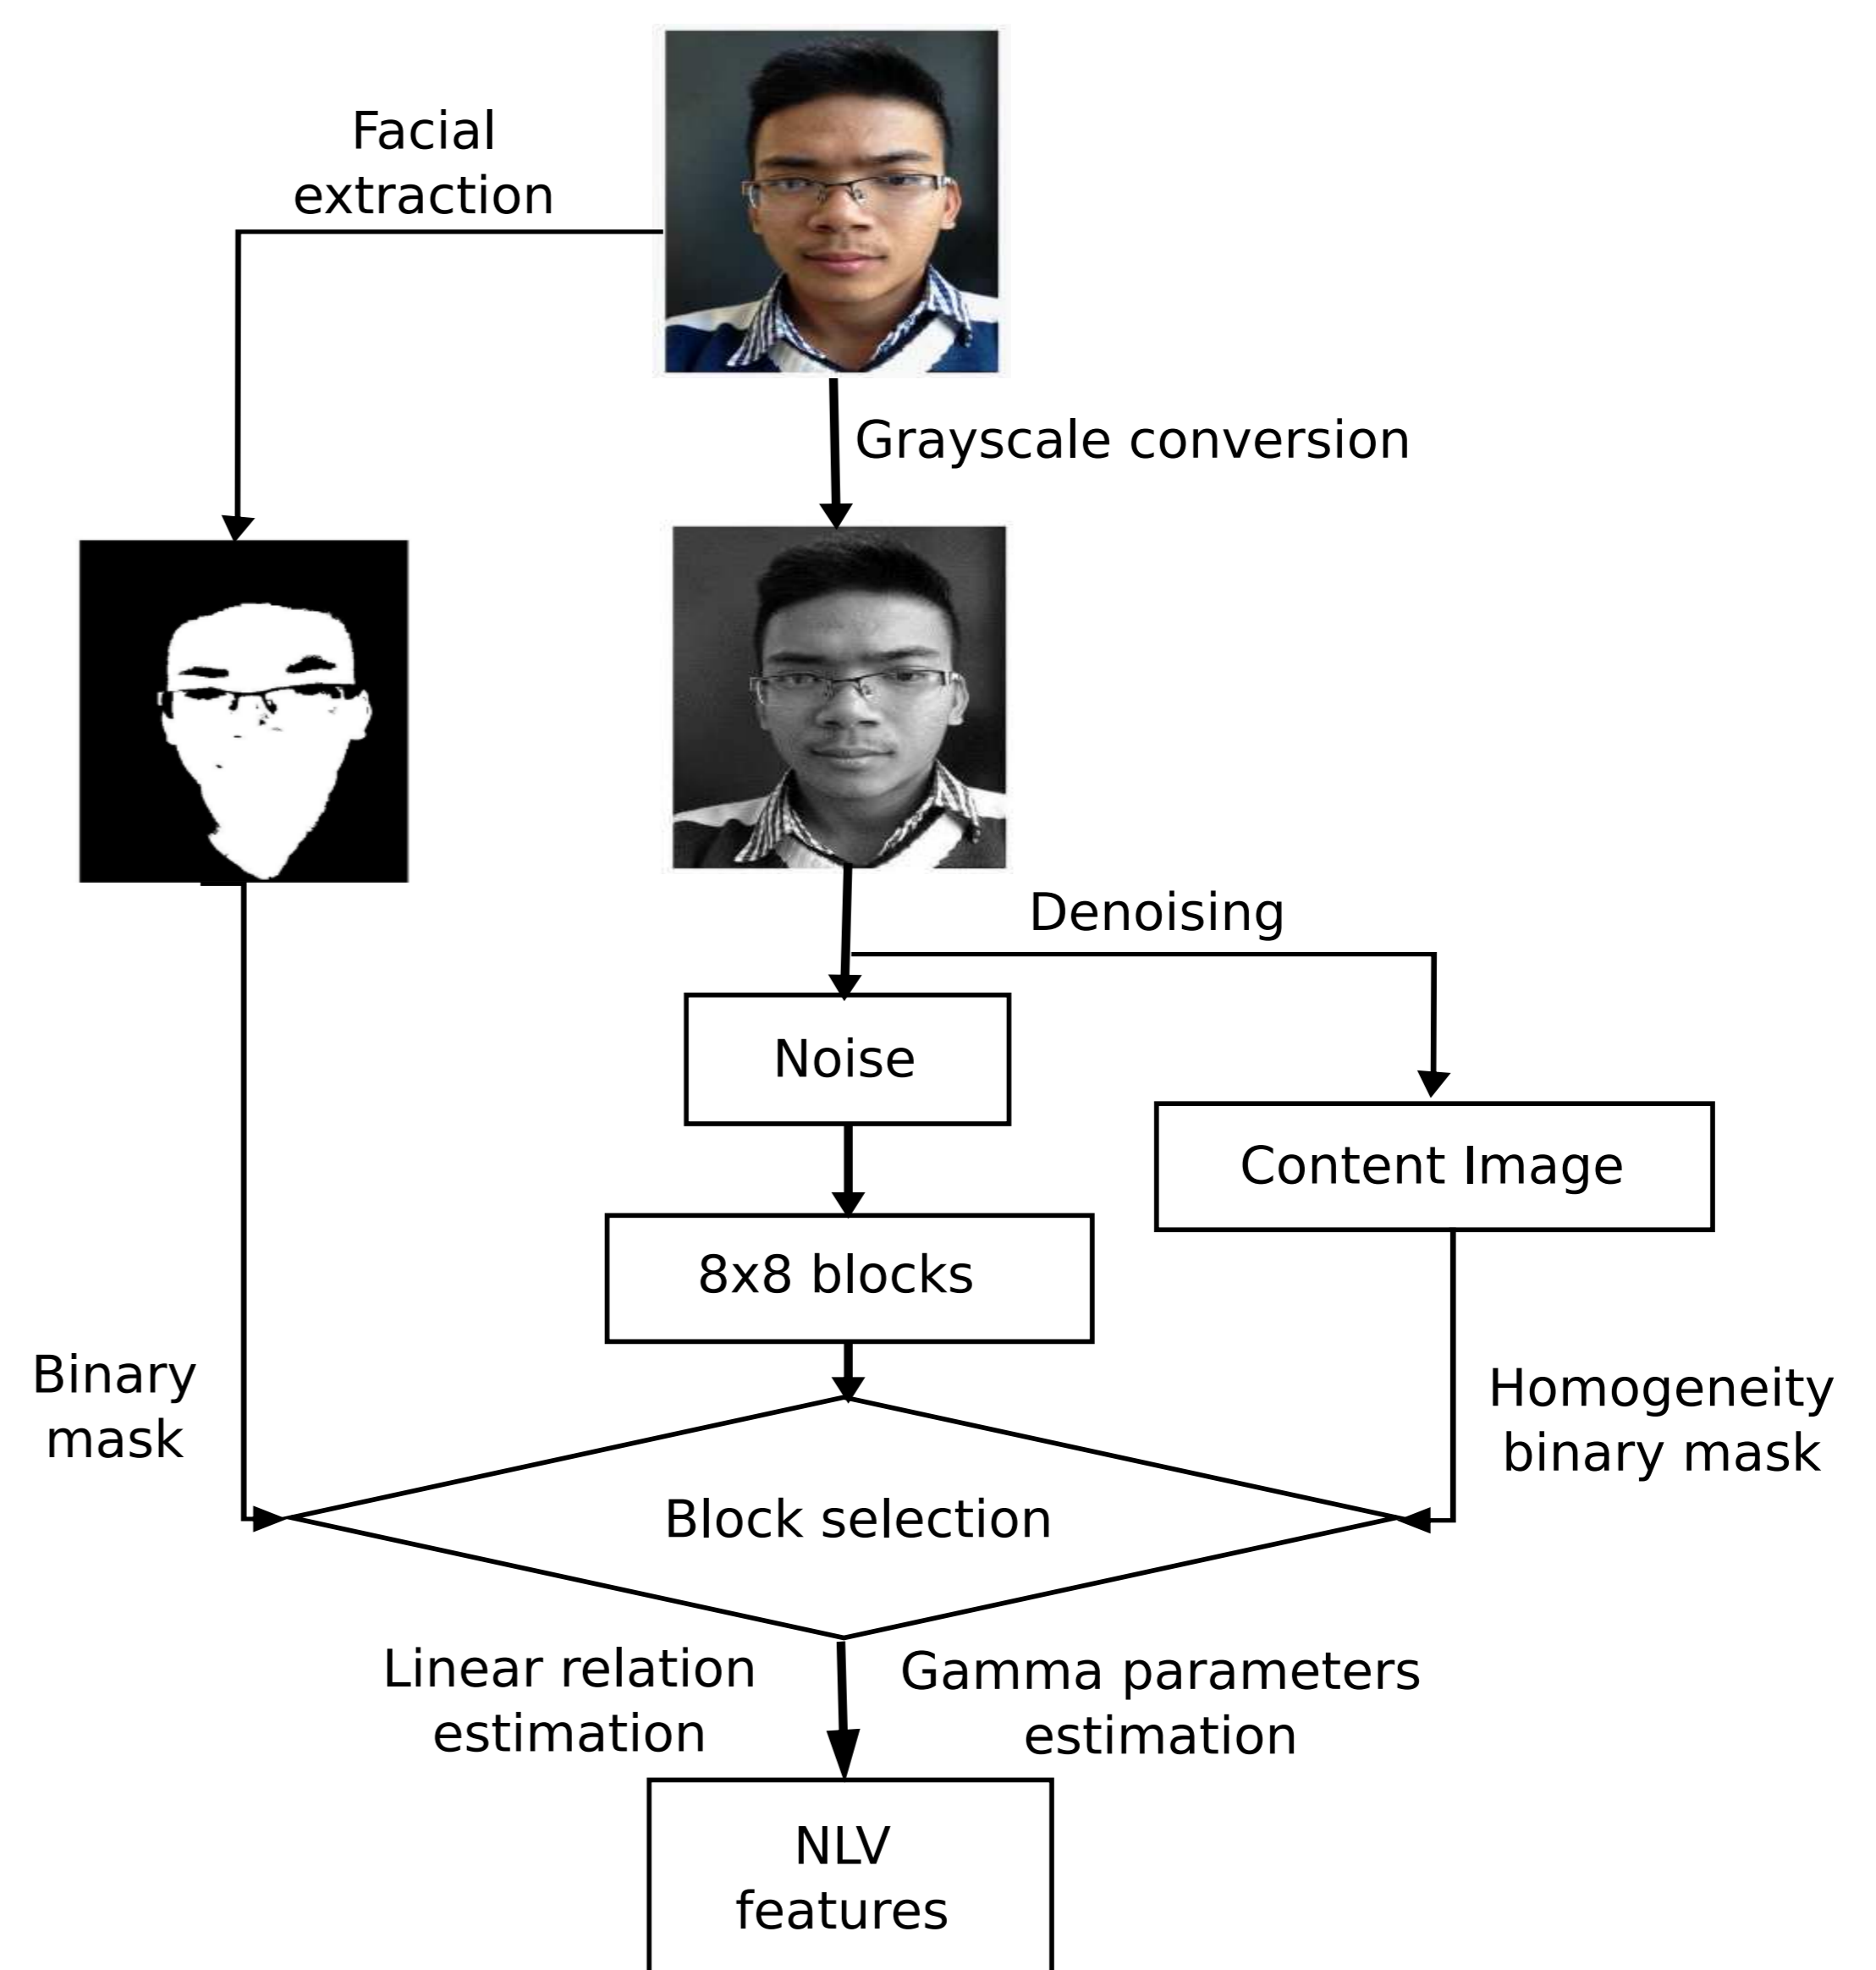 Facial
extraction
Grayscale conversion
Denoising
Noise
Content Image
8x8 blocks
Binary
mask
Homogeneity
binary mask
Block selection
Linear relation
estimation
Gamma parameters
estimation
NLV
features